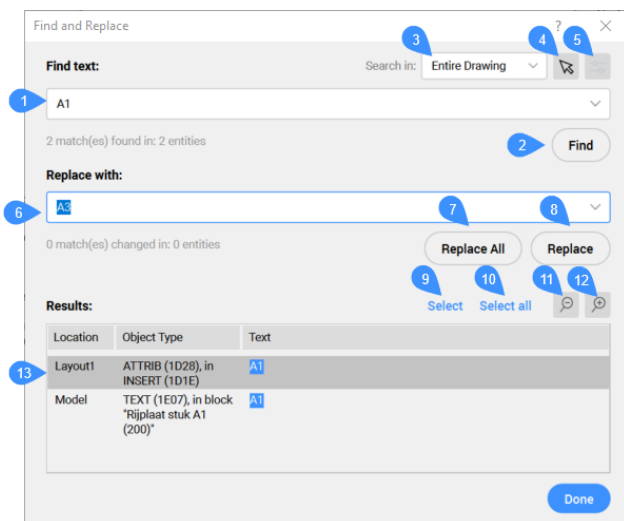 Find and Replace ?
3 4 5
Find text: Search in: Entire Drawing
1 A1
2 match(es) found in: 2 entities
2 Find
Replace with:
6 A3
7 8
0 match(es) changed in: 0 entities
Replace All Replace
9 10 11 12
Results: Select Select all
Location Object Type Text
13 Layout1 ATTRIB (1D28), in A1
INSERT (1D1E)
Model TEXT (1E07), in block A1
"Rijplaat stuk A1
(200)"
Done